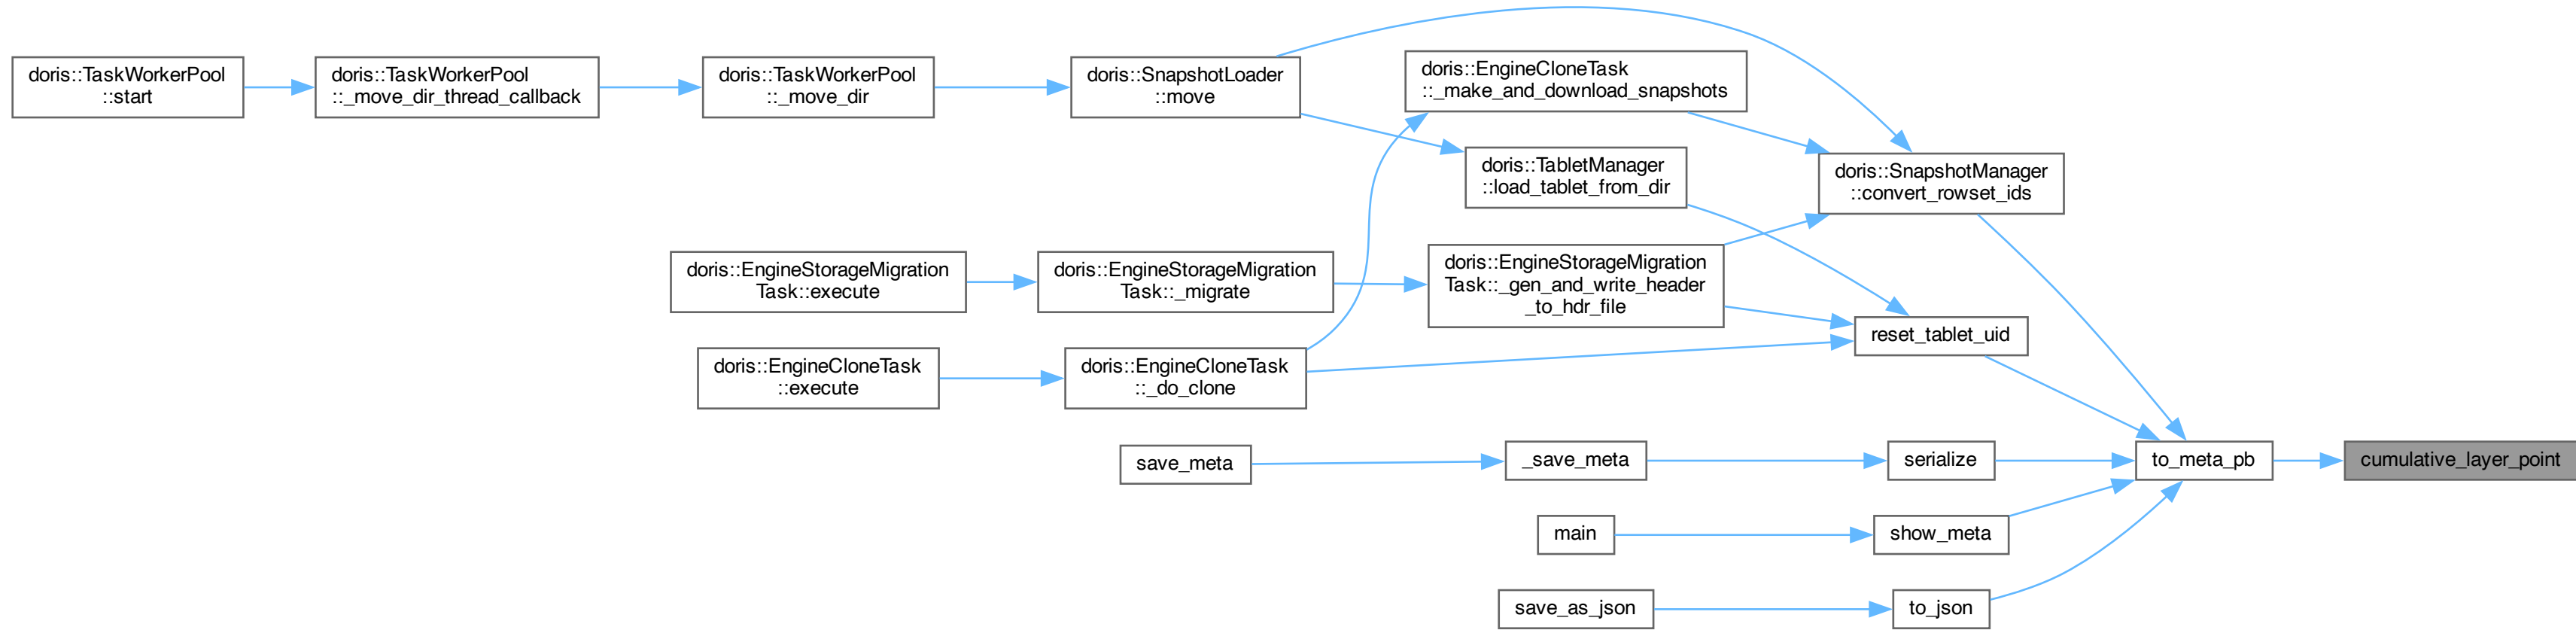 doris::TaskWorkerPool
::start
doris::TaskWorkerPool
::_move_dir_thread_callback
doris::TaskWorkerPool
::_move_dir
doris::SnapshotLoader
::move
doris::EngineCloneTask
::_make_and_download_snapshots
doris::TabletManager
::load_tablet_from_dir
doris::SnapshotManager
::convert_rowset_ids
doris::EngineStorageMigration
Task::execute
doris::EngineStorageMigration
Task::_migrate
doris::EngineStorageMigration
Task::_gen_and_write_header
_to_hdr_file
reset_tablet_uid
doris::EngineCloneTask
::execute
doris::EngineCloneTask
::_do_clone
save_meta
_save_meta
serialize
to_meta_pb
cumulative_layer_point
main
show_meta
save_as_json
to_json